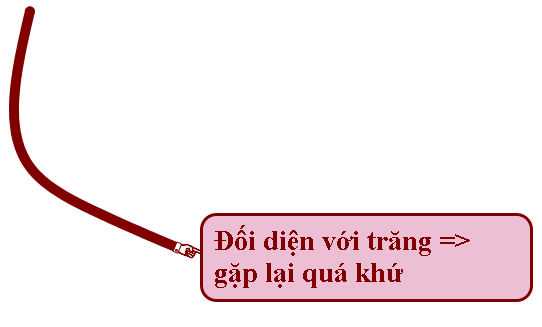 Đối diện với trăng =>
gặp lại quá khứ